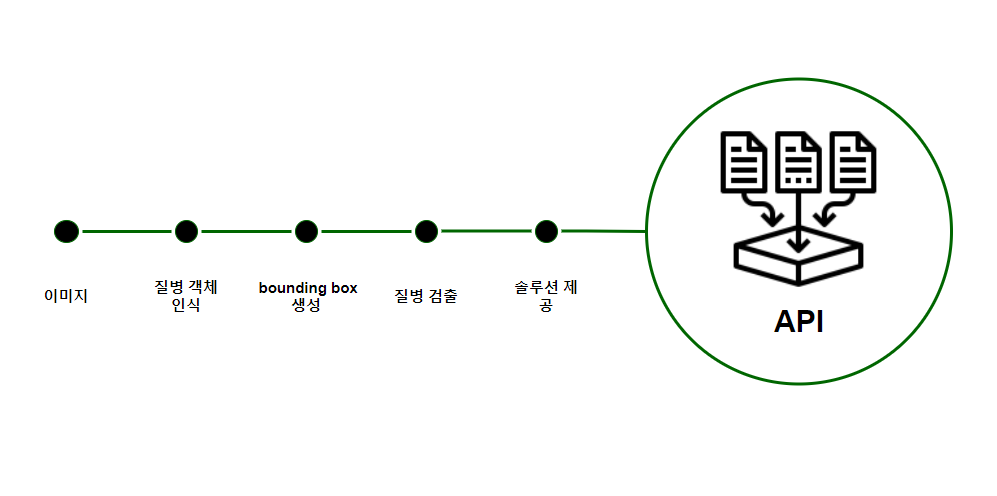 이미지
질병 객체
인식
bounding box
생성
질병 검출
솔루션 제
공
API